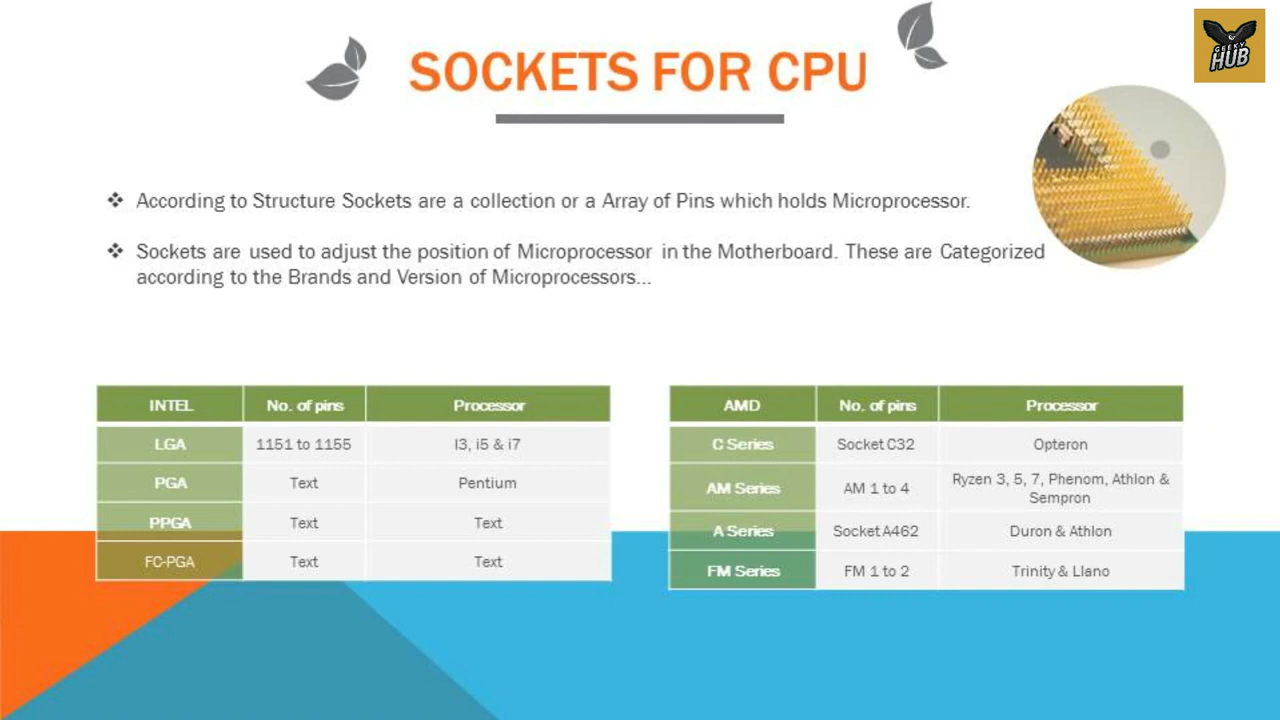 GEEKY
HUB
SOCKETS FOR CPU
❖ According to Structure Sockets are a collection or a Array of Pins which holds Microprocessor.
❖ Sockets are used to adjust the position of Microprocessor in the Motherboard. These are Categorized
according to the Brands and Version of Microprocessors...
INTEL No. of pins Processor
LGA 1151 to 1155 I3, i5 & i7
PGA Text Pentium
PPGA Text Text
FC-PGA Text Text
AMD No. of pins Processor
C Series Socket C32 Opteron
AM Series AM 1 to 4 Ryzen 3, 5, 7, Phenom, Athlon &
Sempron
A Series Socket A462 Duron & Athlon
FM Series FM 1 to 2 Trinity & Llano